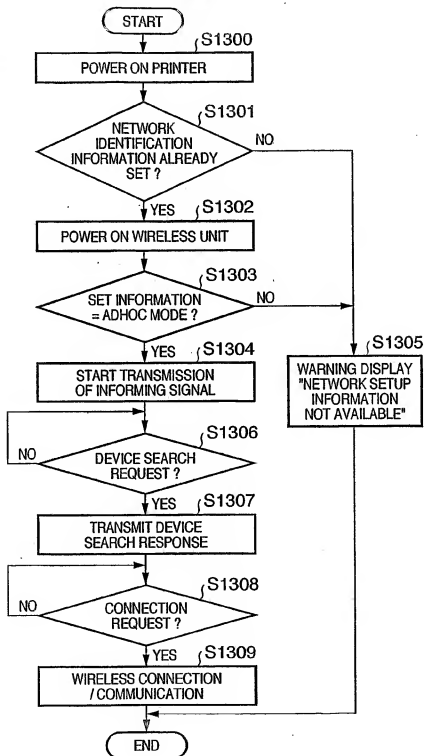 START
S1300
POWER ON PRINTER
S1301
NETWORK
IDENTIFICATION
INFORMATION ALREADY
SET ?
NO
YES
S1302
POWER ON WIRELESS UNIT
S1303
SET INFORMATION
= ADHOC MODE ?
NO
YES
S1304
START TRANSMISSION
OF INFORMING SIGNAL
S1305
WARNING DISPLAY
"NETWORK SETUP
INFORMATION
NOT AVAILABLE"
S1306
DEVICE SEARCH
REQUEST ?
NO
YES
S1307
TRANSMIT DEVICE
SEARCH RESPONSE
S1308
CONNECTION
REQUEST ?
NO
YES
S1309
WIRELESS CONNECTION
/ COMMUNICATION
END